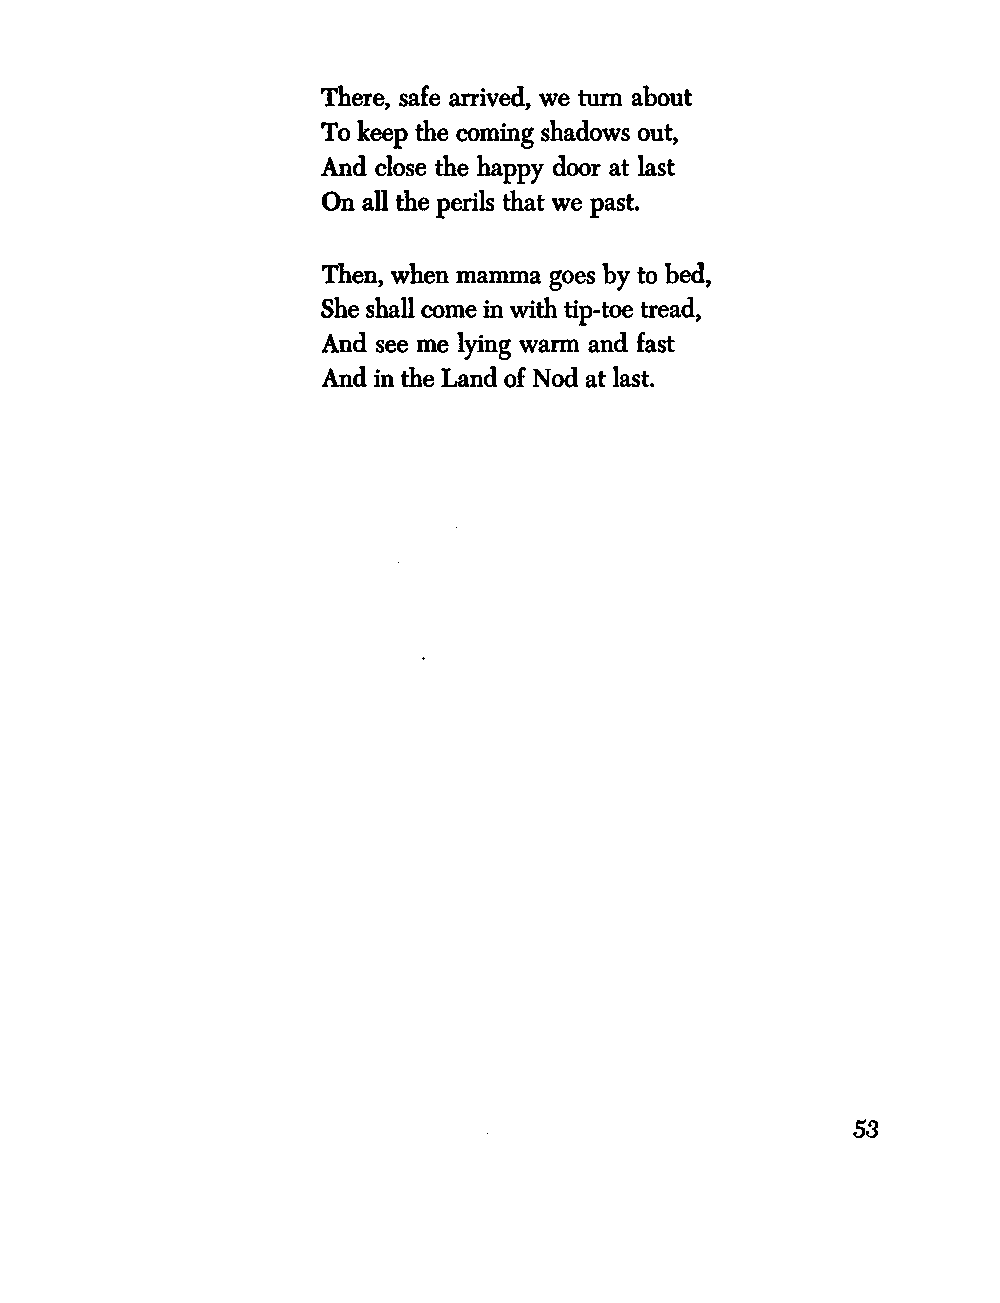 There, safe arrived, we turn about
To keep the coming shadows out,
And close the happy door at last
On all the perils that we past.

Then, when mamma goes by to bed,
She shall come in with tip-toe tread,
And see me lying warm and fast
And in the Land of Nod at last.

53